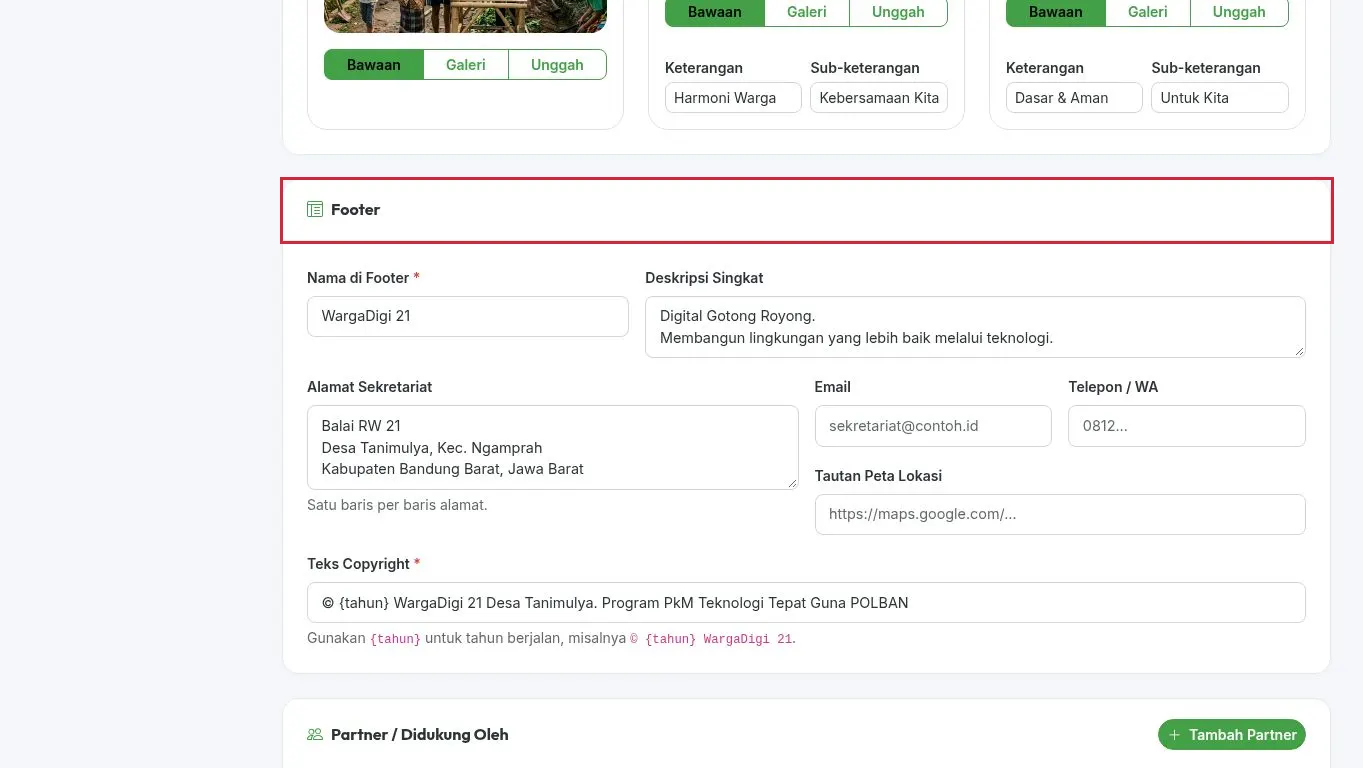 Bawaan Galeri Unggah
Bawaan Galeri Unggah
Bawaan Galeri Unggah
Keterangan Sub-keterangan
Harmoni Warga Kebersamaan Kita
Keterangan Sub-keterangan
Dasar & Aman Untuk Kita
Footer
Nama di Footer *
WargaDigi 21
Deskripsi Singkat
Digital Gotong Royong.
Membangun lingkungan yang lebih baik melalui teknologi.
Alamat Sekretariat
Balai RW 21
Desa Tanimulya, Kec. Ngamprah
Kabupaten Bandung Barat, Jawa Barat
Satu baris per baris alamat.
Email
sekretariat@contoh.id
Telepon / WA
0812...
Tautan Peta Lokasi
https://maps.google.com/...
Teks Copyright *
© {tahun} WargaDigi 21 Desa Tanimulya. Program PkM Teknologi Tepat Guna POLBAN
Gunakan {tahun} untuk tahun berjalan, misalnya © {tahun} WargaDigi 21.
Partner / Didukung Oleh
+ Tambah Partner